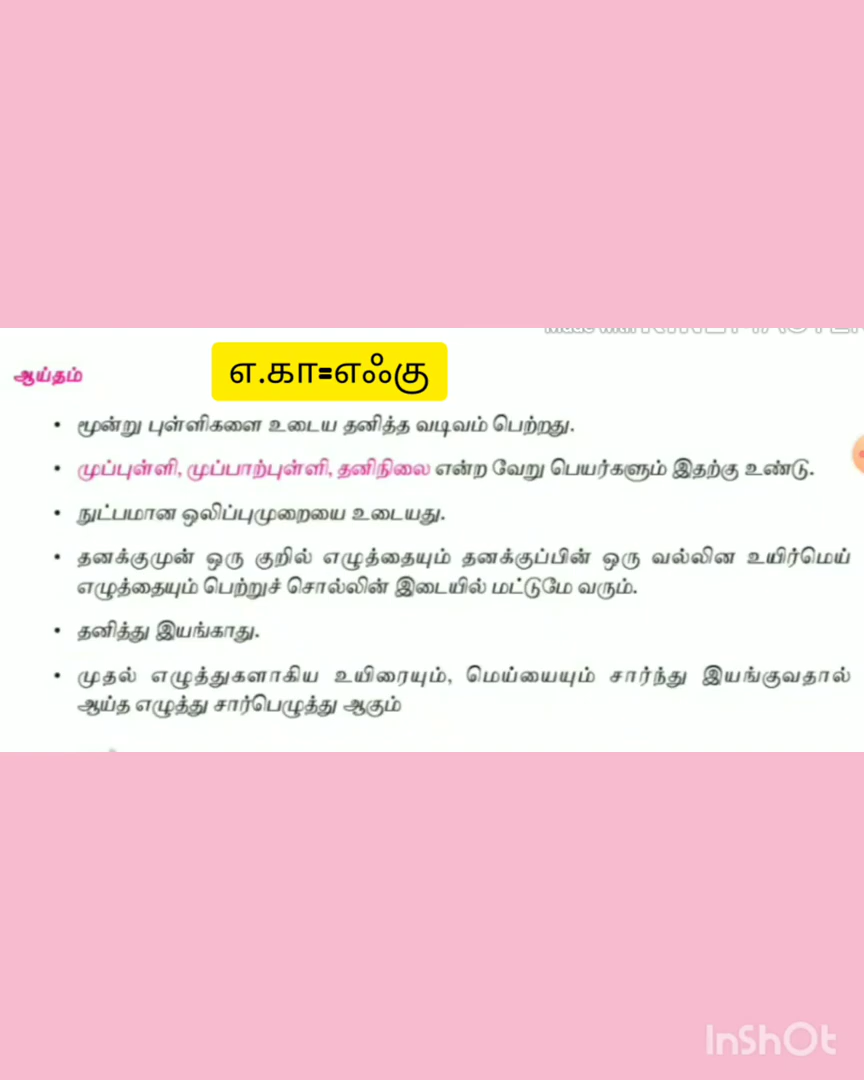 ஆய்தம்
எ.கா=எஃகு
• மூன்று புள்ளிகளை உடைய தனித்த வடிவம் பெற்றது.
• முப்புள்ளி, முப்பாற்புள்ளி, தனிநிலை என்ற வேறு பெயர்களும் இதற்கு உண்டு.
• நுட்பமான ஒலிப்புமுறையை உடையது.
• தனக்குமுன் ஒரு குறில் எழுத்தையும் தனக்குப்பின் ஒரு வல்லின உயிர்மெய்
எழுத்தையும் பெற்றுச் சொல்லின் இடையில் மட்டுமே வரும்.
• தனித்து இயங்காது.
• முதல் எழுத்துகளாகிய உயிரையும், மெய்யையும் சார்ந்து இயங்குவதால்
ஆய்த எழுத்து சார்பெழுத்து ஆகும்
InShOt